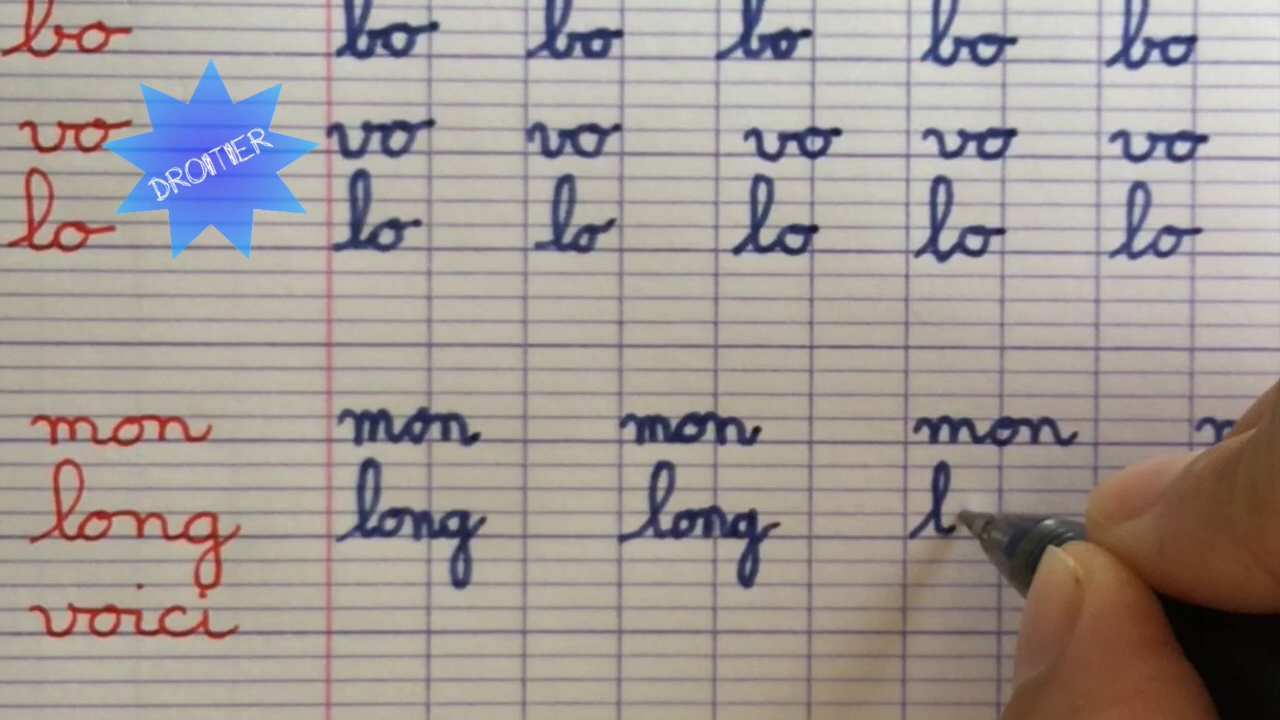 bo bo bo bo bo bo
vo vo vo vo vo vo
DROITIER
lo lo lo lo lo lo
mon mon mon mon
long long long l
voici